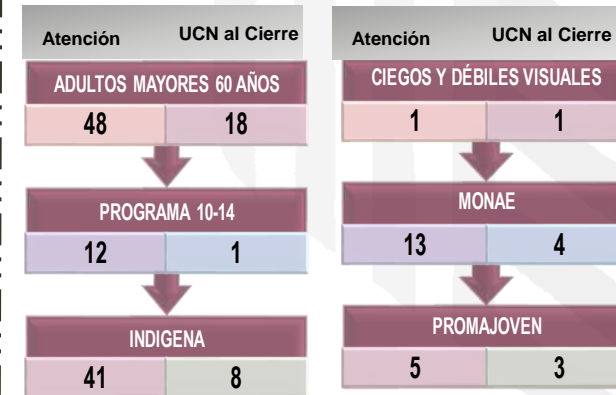 Atención UCN al Cierre
ADULTOS MAYORES 60 AÑOS
48 18
PROGRAMA 10-14
12 1
INDIGENA
41 8
Atención UCN al Cierre
CIEGOS Y DÉBILES VISUALES
1 1
MONAE
13 4
PROMAJOVEN
5 3